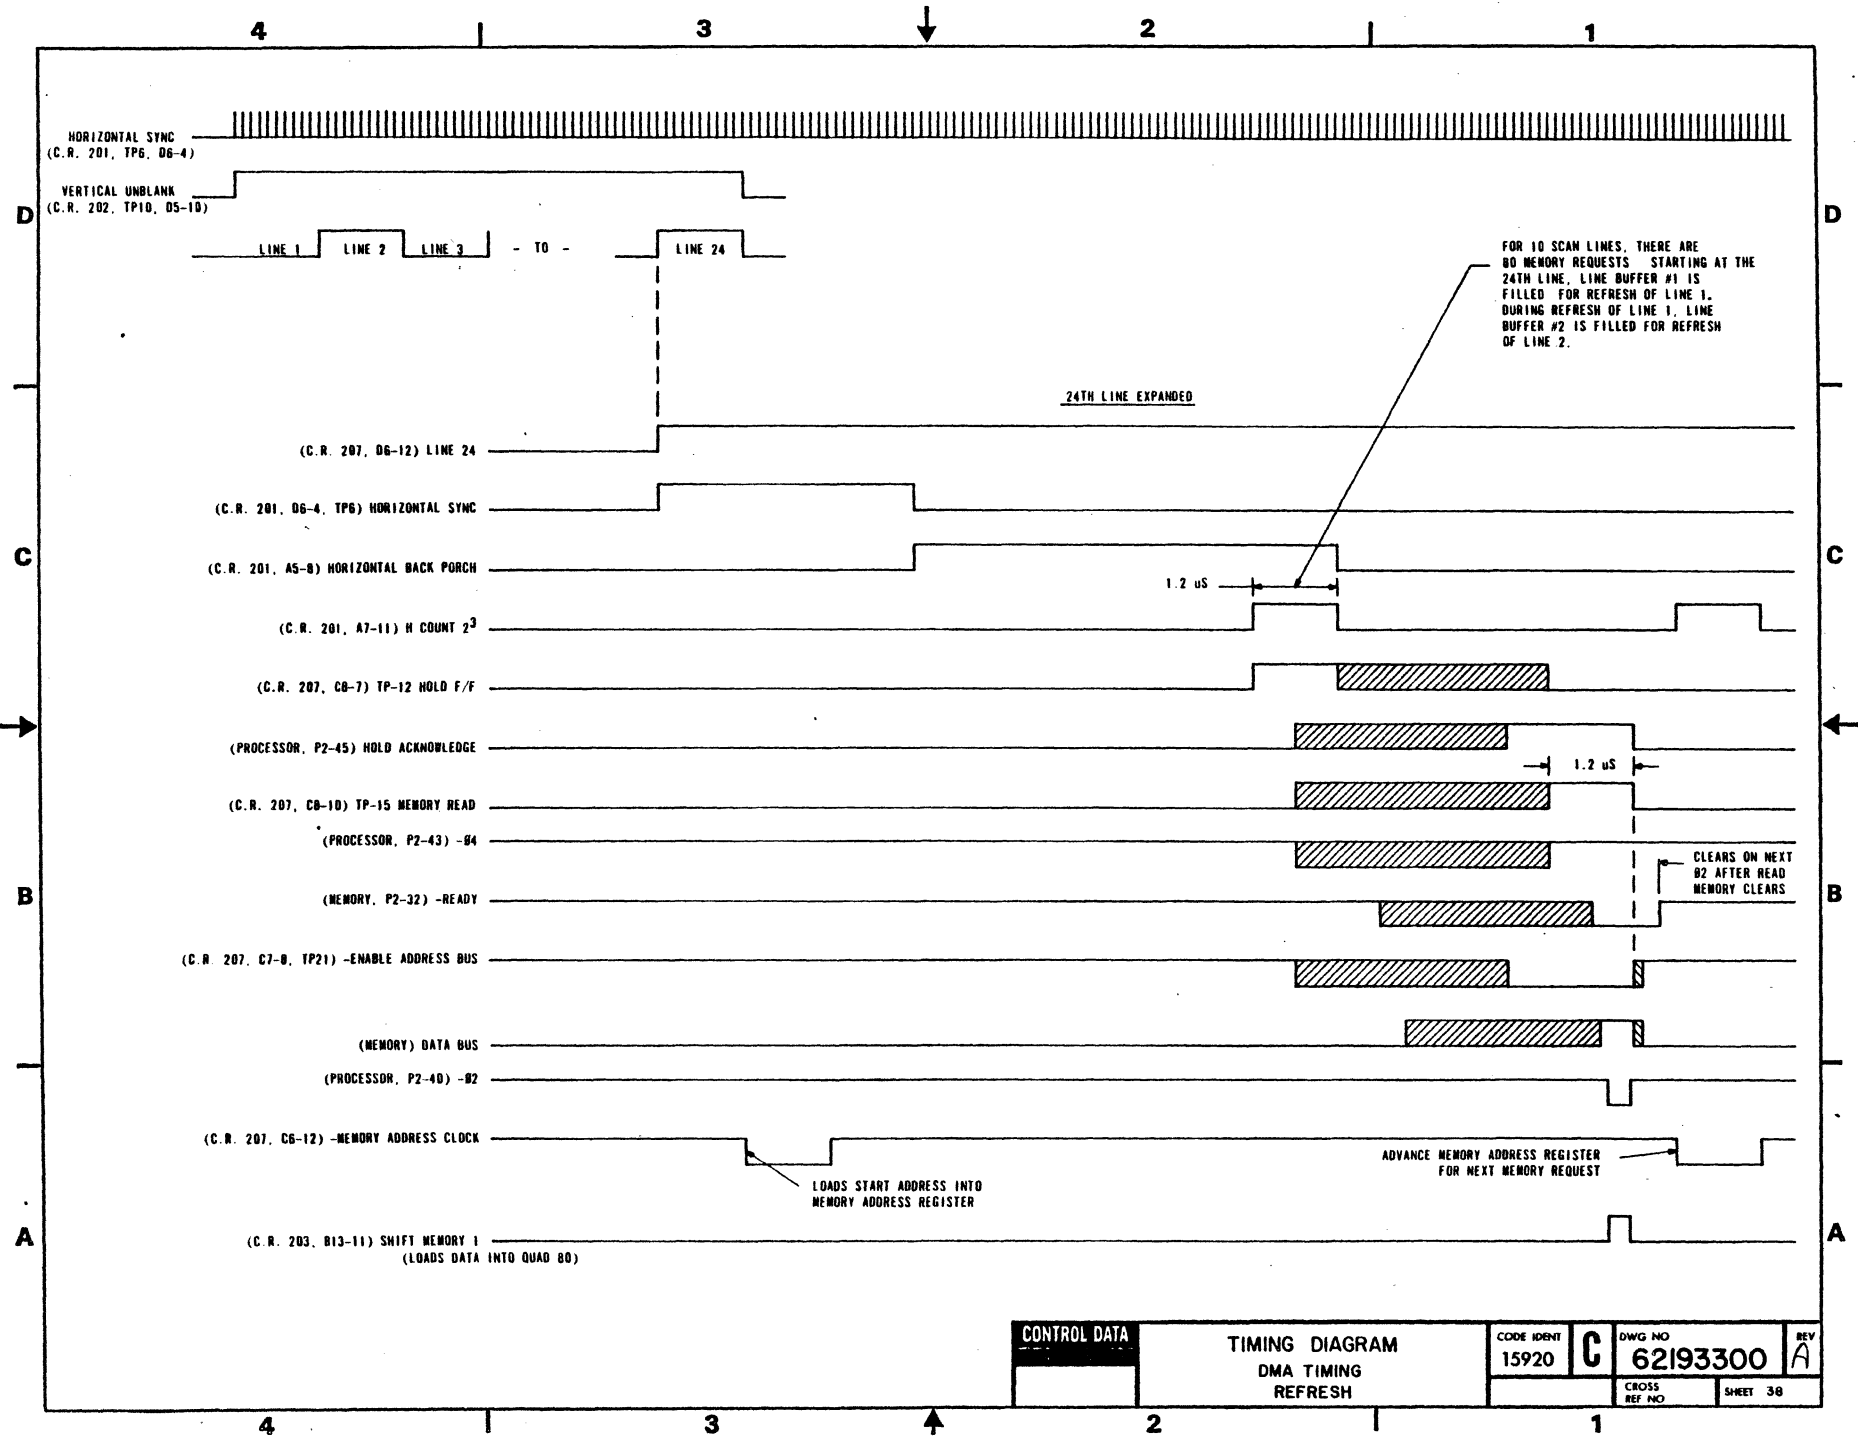 4 3 2 1
HORIZONTAL SYNC
(C.R. 201, TP6, D6-4)
VERTICAL UNBLANK
D (C.R. 202, TP10, D5-10) D
LINE 1 LINE 2 LINE 3 - TO - LINE 24
FOR 10 SCAN LINES, THERE ARE
80 MEMORY REQUESTS STARTING AT THE
24TH LINE, LINE BUFFER #1 IS
FILLED FOR REFRESH OF LINE 1.
DURING REFRESH OF LINE 1, LINE
BUFFER #2 IS FILLED FOR REFRESH
OF LINE 2.
24TH LINE EXPANDED
(C.R. 207, D6-12) LINE 24
(C.R. 201, D6-4, TP6) HORIZONTAL SYNC
C C
(C.R. 201, A5-8) HORIZONTAL BACK PORCH
1.2 uS
(C.R. 201, A7-11) H COUNT 2³
(C.R. 207, C8-7) TP-12 HOLD F/F
(PROCESSOR, P2-45) HOLD ACKNOWLEDGE
1.2 uS
(C.R. 207, C8-10) TP-15 MEMORY READ
(PROCESSOR, P2-43) -Ø4
CLEARS ON NEXT
Ø2 AFTER READ
MEMORY CLEARS
B B
(MEMORY, P2-32) -READY
(C.R. 207, C7-8, TP21) -ENABLE ADDRESS BUS
(MEMORY) DATA BUS
(PROCESSOR, P2-40) -Ø2
(C.R. 207, C6-12) -MEMORY ADDRESS CLOCK
ADVANCE MEMORY ADDRESS REGISTER
FOR NEXT MEMORY REQUEST
LOADS START ADDRESS INTO
MEMORY ADDRESS REGISTER
A A
(C.R. 203, B13-11) SHIFT MEMORY 1
(LOADS DATA INTO QUAD 80)
CONTROL DATA
TIMING DIAGRAM
DMA TIMING
REFRESH
CODE IDENT
15920
C
DWG NO
62193300
REV
A
CROSS
REF NO
SHEET 38
4 3 2 1